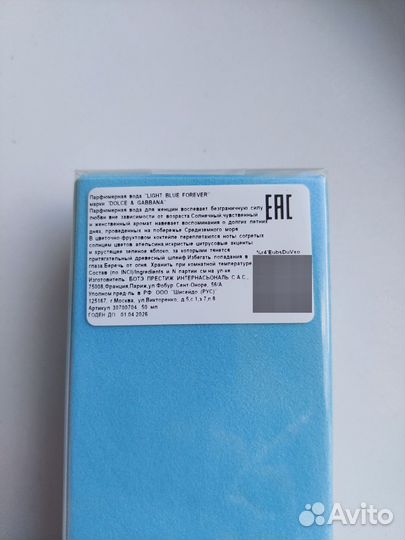 Парфюмерная вода "LIGHT BLUE FOREVER"
марки "DOLCE & GABBANA"
Парфюмерная вода для женщин воспевает безграничную силу
любви вне зависимости от возраста.Солнечный,чувственный
и женственный аромат навевает воспоминания о долгих летних
днях, проведенных на побережье Средиземного моря.
В цветочно-фруктовом коктейле переплетаются ноты согретых
солнцем цветов апельсина,искристые цитрусовые акценты
и хрустящее зеленое яблоко, за которыми тянется
притягательный древесный шлейф.Избегать попадания в
глаза.Беречь от огня. Хранить при комнатной температуре.
Состав (по INCI)/Ingredients и N партии см на уп-ке
Изготовитель: БОТЭ ПРЕСТИЖ ИНТЕРНАСЬОНАЛЬ С.А.С.,
75008,Франция,Париж,ул.Фобур Сент-Оноре, 56/А
Уполном.пред-ль в РФ: ООО "Шисейдо (РУС)"
125167, г.Москва, ул.Викторенко, д.5,с.1,э.7,п.8
Артикул 30700704 50 мл
ГОДЕН ДО: 01.04.2026
EAC
Avito